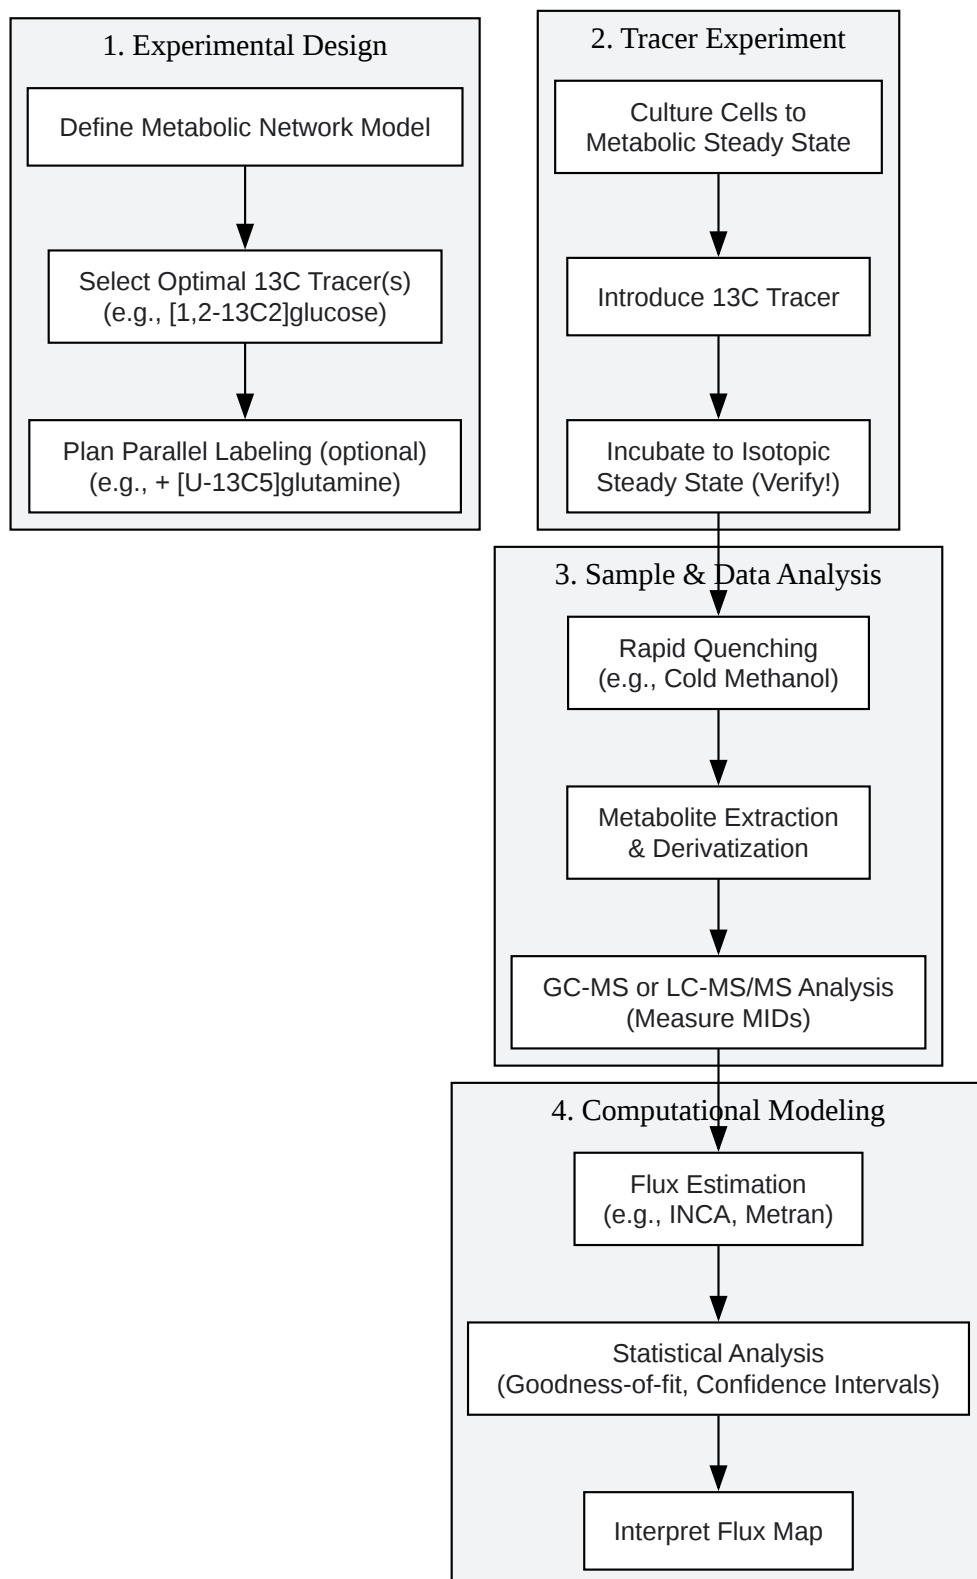 1. Experimental Design
Define Metabolic Network Model
Select Optimal 13C Tracer(s)
(e.g., [1,2-13C2]glucose)
Plan Parallel Labeling (optional)
(e.g., + [U-13C5]glutamine)
2. Tracer Experiment
Culture Cells to
Metabolic Steady State
Introduce 13C Tracer
Incubate to Isotopic
Steady State (Verify!)
3. Sample & Data Analysis
Rapid Quenching
(e.g., Cold Methanol)
Metabolite Extraction
& Derivatization
GC-MS or LC-MS/MS Analysis
(Measure MIDs)
4. Computational Modeling
Flux Estimation
(e.g., INCA, Metran)
Statistical Analysis
(Goodness-of-fit, Confidence Intervals)
Interpret Flux Map